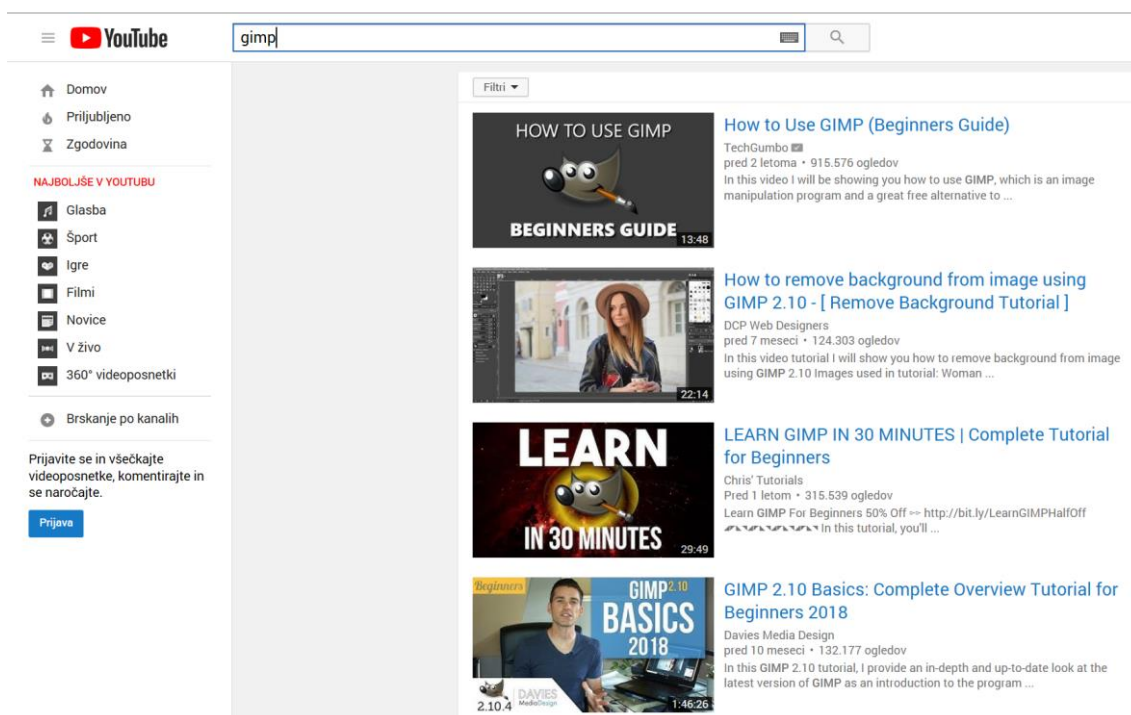 YouTube
gimp
Domov
Priljubljeno
Zgodovina
NAJBOLJŠE V YOUTUBU
Glasba
Šport
Igre
Filmi
Novice
V živo
360° videoposnetki
Brskanje po kanalih
Prijavite se in všečkajte
videoposnetke, komentirajte in
se naročajte.
Prijava
Filtri
HOW TO USE GIMP
BEGINNERS GUIDE
13:48
How to Use GIMP (Beginners Guide)
TechGumbo
pred 2 letoma • 915.576 ogledov
In this video I will be showing you how to use GIMP, which is an image
manipulation program and a great free alternative to ...
22:14
How to remove background from image using
GIMP 2.10 - [ Remove Background Tutorial ]
DCP Web Designers
pred 7 meseci • 124.303 ogledov
In this video tutorial I will show you how to remove background from image
using GIMP 2.10 Images used in tutorial: Woman ...
LEARN
IN 30 MINUTES
29:49
LEARN GIMP IN 30 MINUTES | Complete Tutorial
for Beginners
Chris' Tutorials
Pred 1 letom • 315.539 ogledov
Learn GIMP For Beginners 50% Off http://bit.ly/LearnGIMPHalfOff
In this tutorial, you'll ...
Beginners
GIMP 2.10
BASICS
2018
2.10.4
DAVIES
MediaDesign
1:46:26
GIMP 2.10 Basics: Complete Overview Tutorial for
Beginners 2018
Davies Media Design
pred 10 meseci • 132.177 ogledov
In this GIMP 2.10 tutorial, I provide an in-depth and up-to-date look at the
latest version of GIMP as an introduction to the program ...